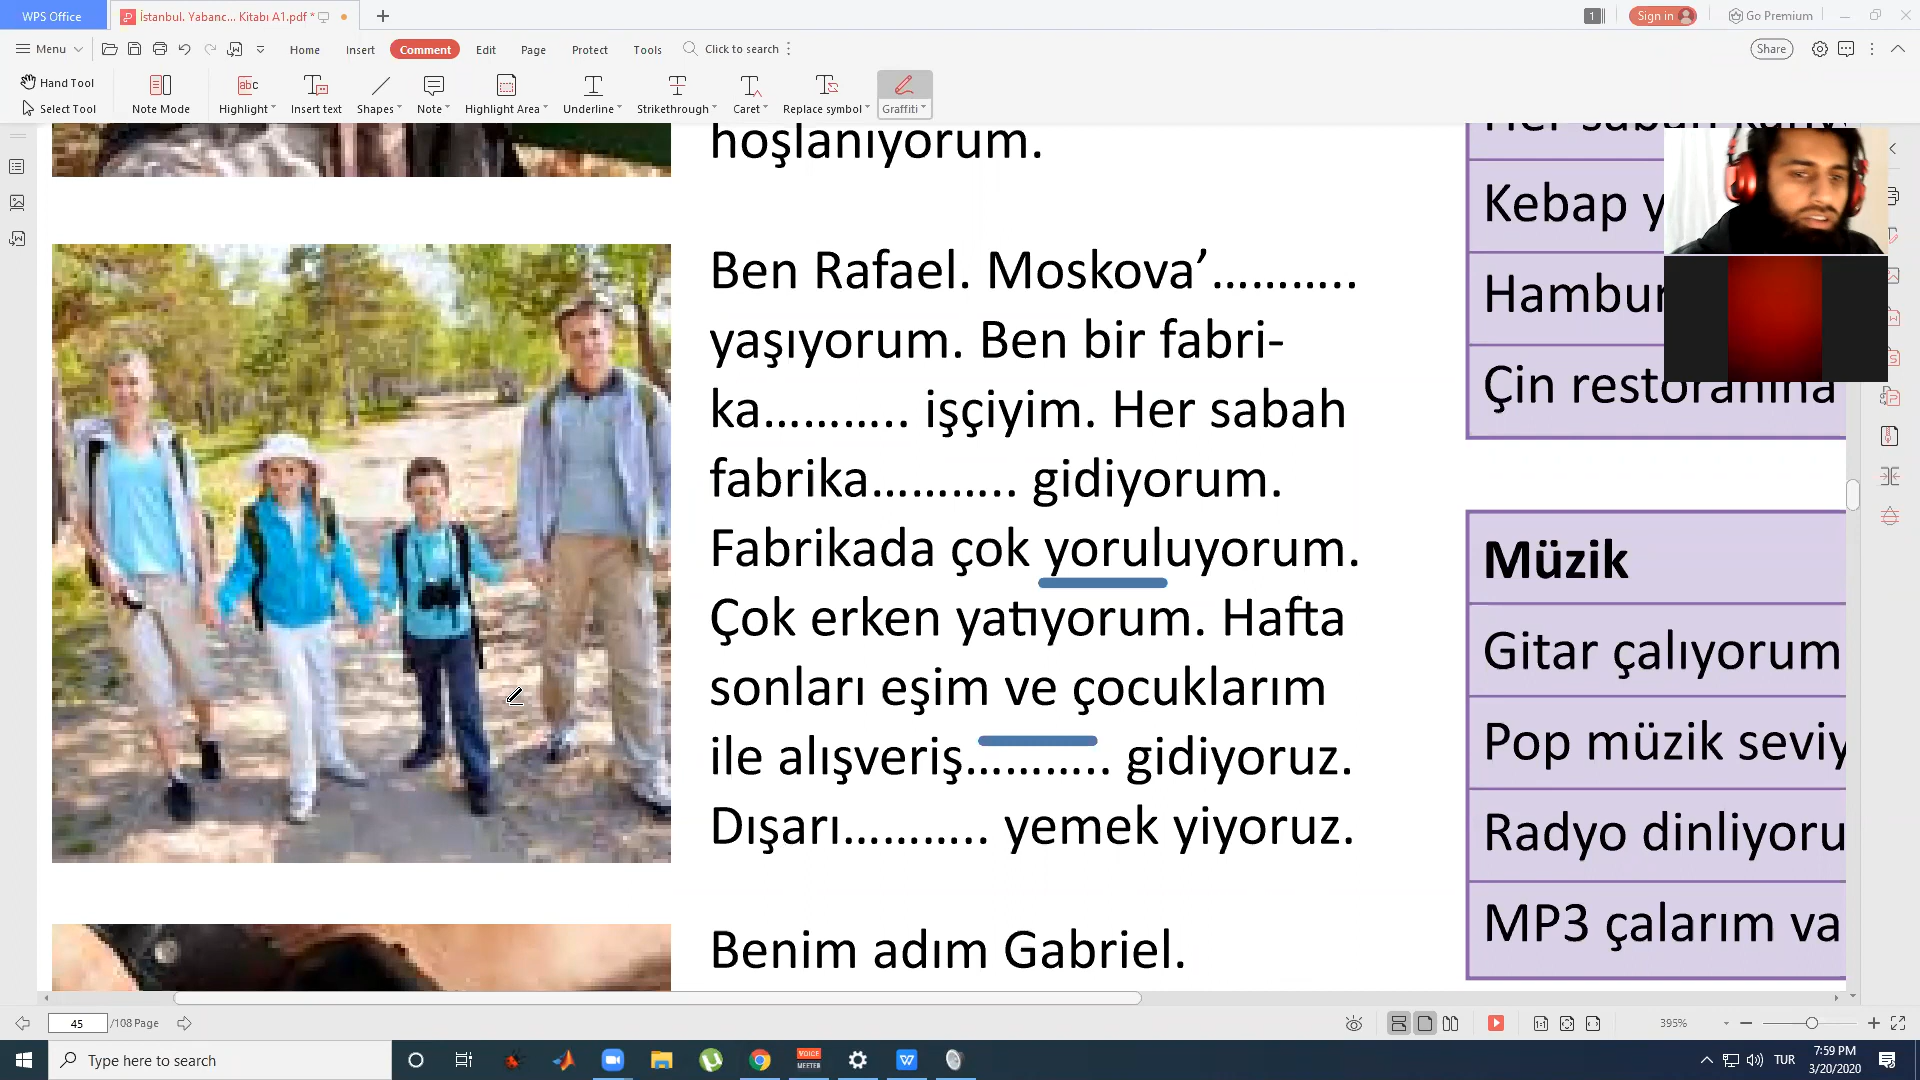 WPS Office
İstanbul. Yabanc... Kitabı A1.pdf *
1
Sign in
Go Premium
Menu
Home
Insert
Comment
Edit
Page
Protect
Tools
Click to search
Share
Hand Tool
Select Tool
Note Mode
Highlight
Insert text
Shapes
Note
Highlight Area
Underline
Strikethrough
Caret
Replace symbol
Graffiti
hoşlanıyorum.
Ben Rafael. Moskova’………..
yaşıyorum. Ben bir fabri-
ka……….. işçiyim. Her sabah
fabrika……….. gidiyorum.
Fabrikada çok yoruluyorum.
Çok erken yatıyorum. Hafta
sonları eşim ve çocuklarım
ile alışveriş……….. gidiyoruz.
Dışarı……….. yemek yiyoruz.
Benim adım Gabriel.
Her sabah
Kebap y
Hambur
Çin restoranına
Müzik
Gitar çalıyorum
Pop müzik seviy
Radyo dinliyoru
MP3 çalarım va
45 /108 Page
395%
Type here to search
VOICE
MEETER
TUR
7:59 PM
3/20/2020